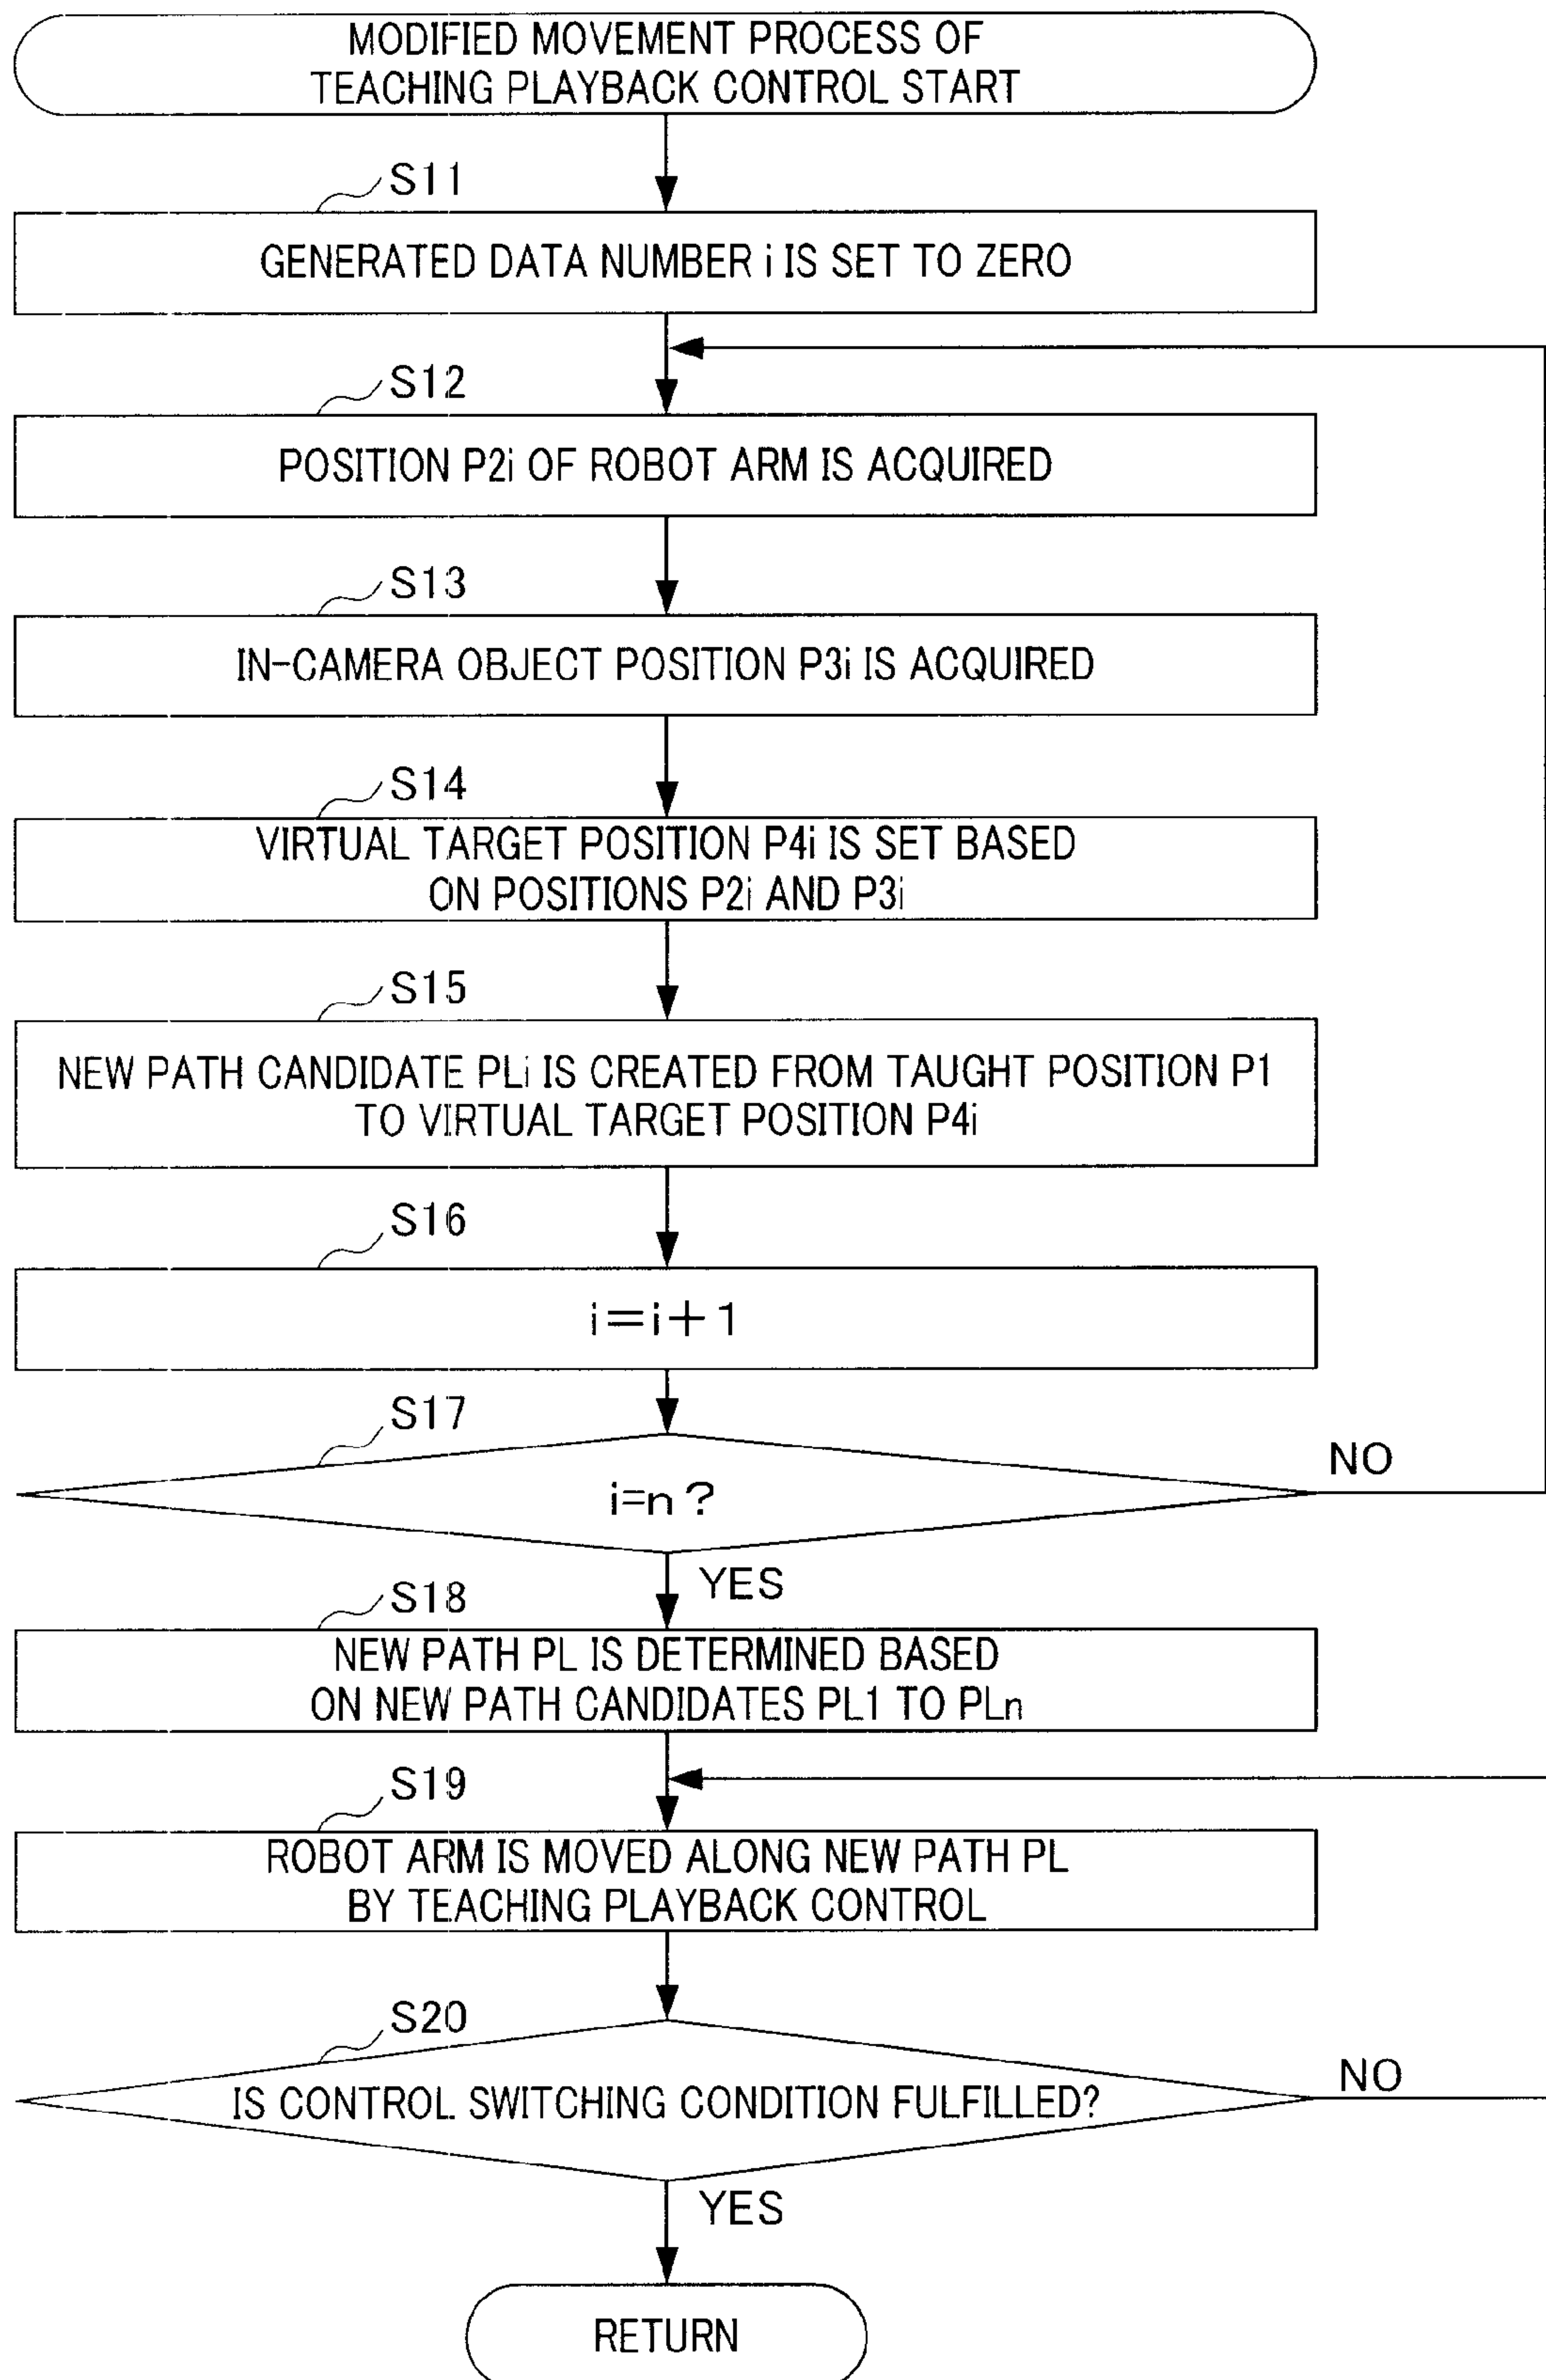 MODIFIED MOVEMENT PROCESS OF
TEACHING PLAYBACK CONTROL START
S11
GENERATED DATA NUMBER i IS SET TO ZERO
S12
POSITION P2i OF ROBOT ARM IS ACQUIRED
S13
IN-CAMERA OBJECT POSITION P3i IS ACQUIRED
S14
VIRTUAL TARGET POSITION P4i IS SET BASED
ON POSITIONS P2i AND P3i
S15
NEW PATH CANDIDATE PLi IS CREATED FROM TAUGHT POSITION P1
TO VIRTUAL TARGET POSITION P4i
S16
i=i+1
S17
i=n?
NO
YES
S18
NEW PATH PL IS DETERMINED BASED
ON NEW PATH CANDIDATES PL1 TO PLn
S19
ROBOT ARM IS MOVED ALONG NEW PATH PL
BY TEACHING PLAYBACK CONTROL
S20
IS CONTROL SWITCHING CONDITION FULFILLED?
NO
YES
RETURN